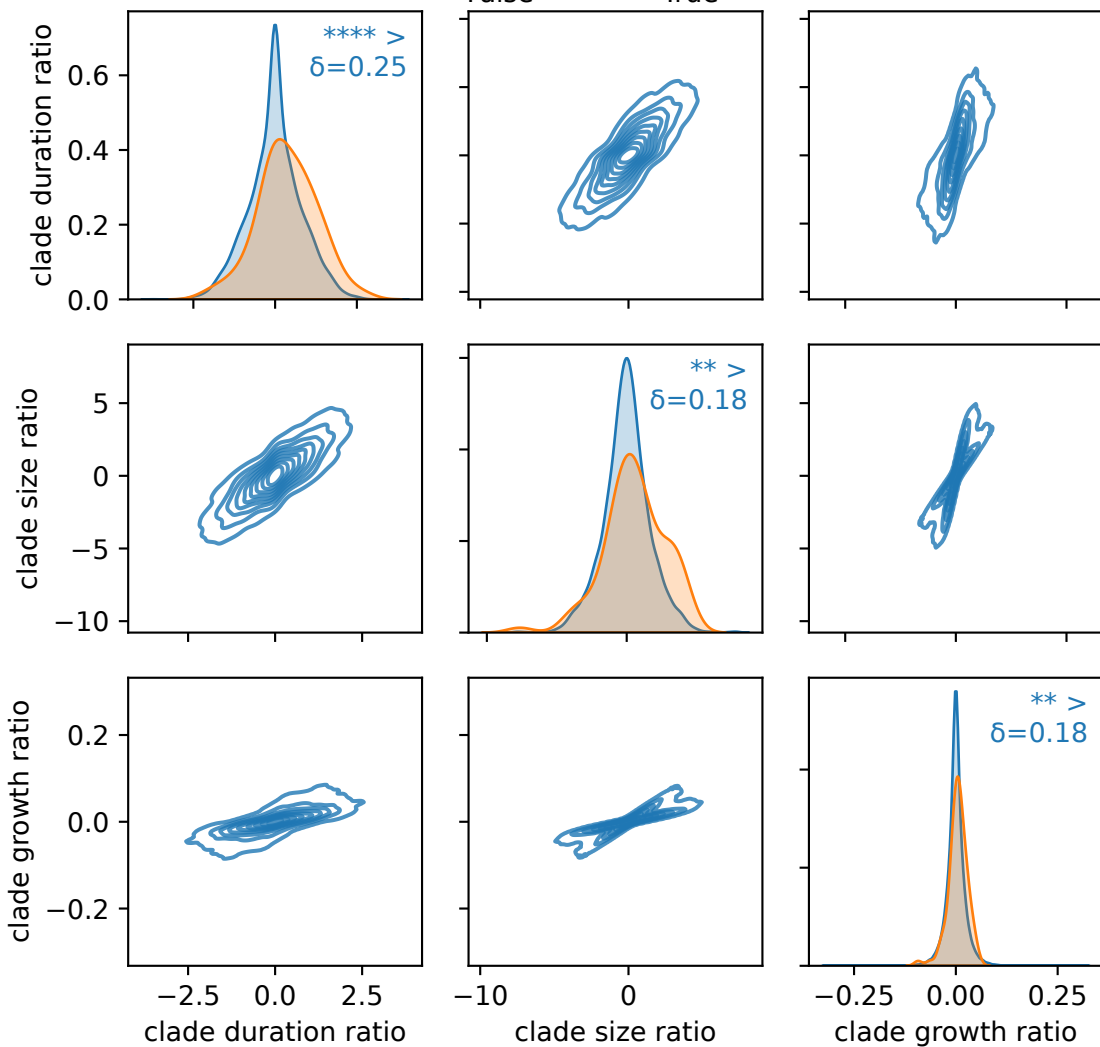 True
clade duration ratio
0.6
0.4
0.2
0.0
**** >
δ=0.25
clade size ratio
5
0
−5
−10
** >
δ=0.18
clade growth ratio
0.2
0.0
−0.2
** >
δ=0.18
−2.5 0.0 2.5
−10 0
−0.25 0.00 0.25
clade duration ratio
clade size ratio
clade growth ratio